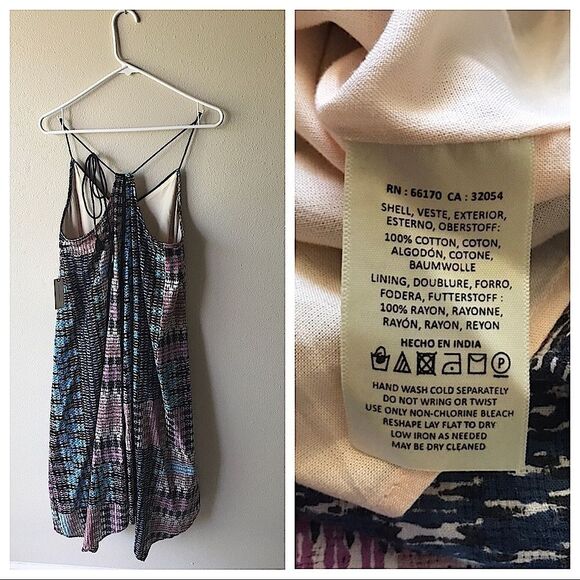 RN : 66170 CA : 32054
SHELL, VESTE, EXTERIOR,
ESTERNO, OBERSTOFF:
100% COTTON, COTON,
ALGODÓN, COTONE,
BAUMWOLLE
LINING, DOUBLURE, FORRO,
FODERA, FUTTERSTOFF :
100% RAYON, RAYONNE,
RAYÓN, RAYON, REYON
HECHO EN INDIA
P
HAND WASH COLD SEPARATELY
DO NOT WRING OR TWIST
USE ONLY NON-CHLORINE BLEACH
RESHAPE LAY FLAT TO DRY
LOW IRON AS NEEDED
MAY BE DRY CLEANED